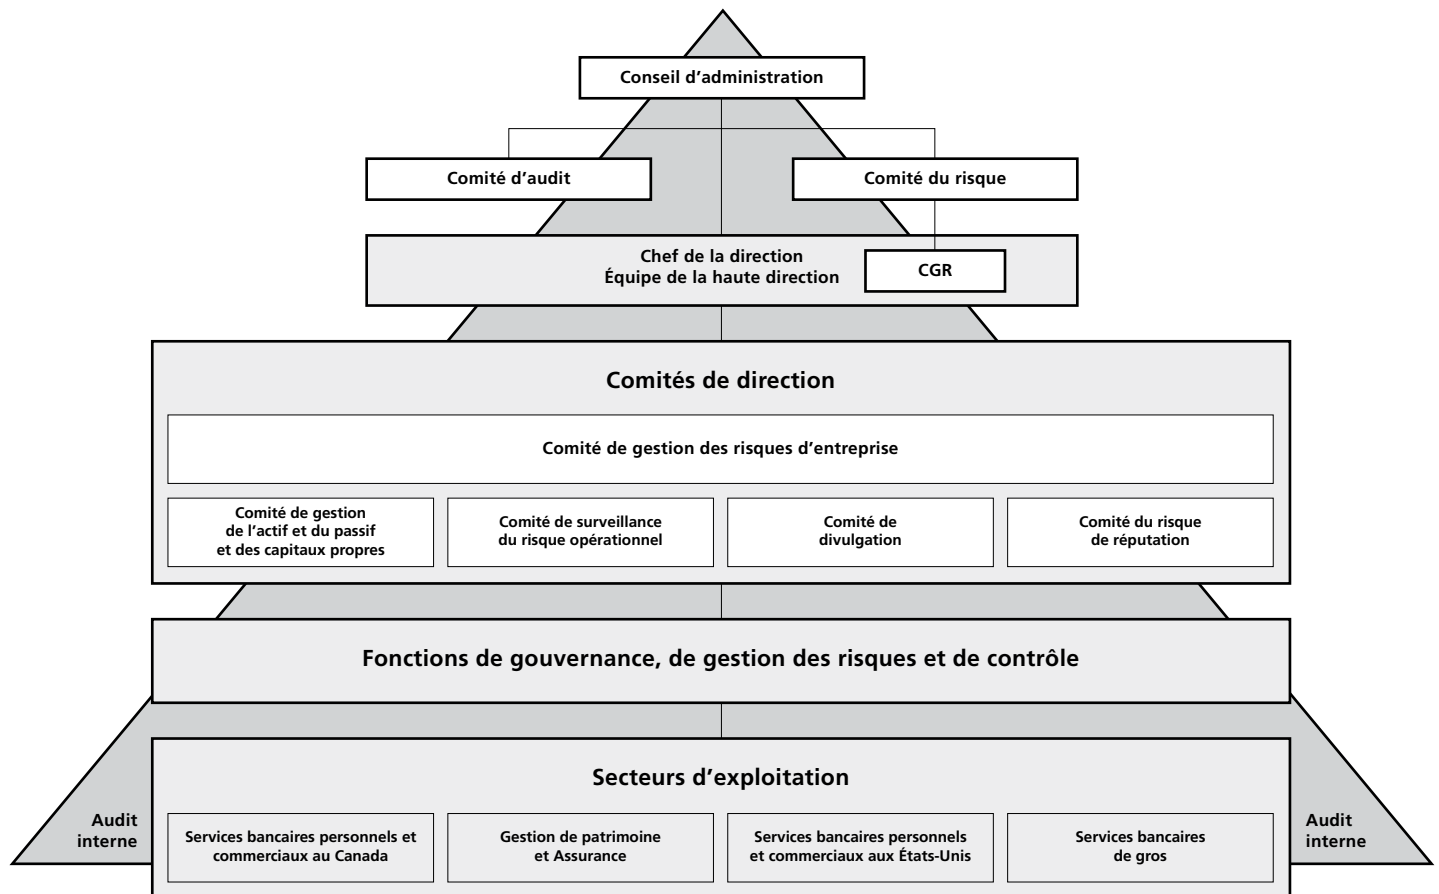 Conseil d’administration
Comité d’audit
Comité du risque
Chef de la direction
Équipe de la haute direction
CGR
Comités de direction
Comité de gestion des risques d’entreprise
Comité de gestion
de l’actif et du passif
et des capitaux propres
Comité de surveillance
du risque opérationnel
Comité de
divulgation
Comité du risque
de réputation
Fonctions de gouvernance, de gestion des risques et de contrôle
Secteurs d’exploitation
Audit
interne
Services bancaires personnels et
commerciaux au Canada
Gestion de patrimoine
et Assurance
Services bancaires personnels
et commerciaux aux États-Unis
Services bancaires
de gros
Audit
interne